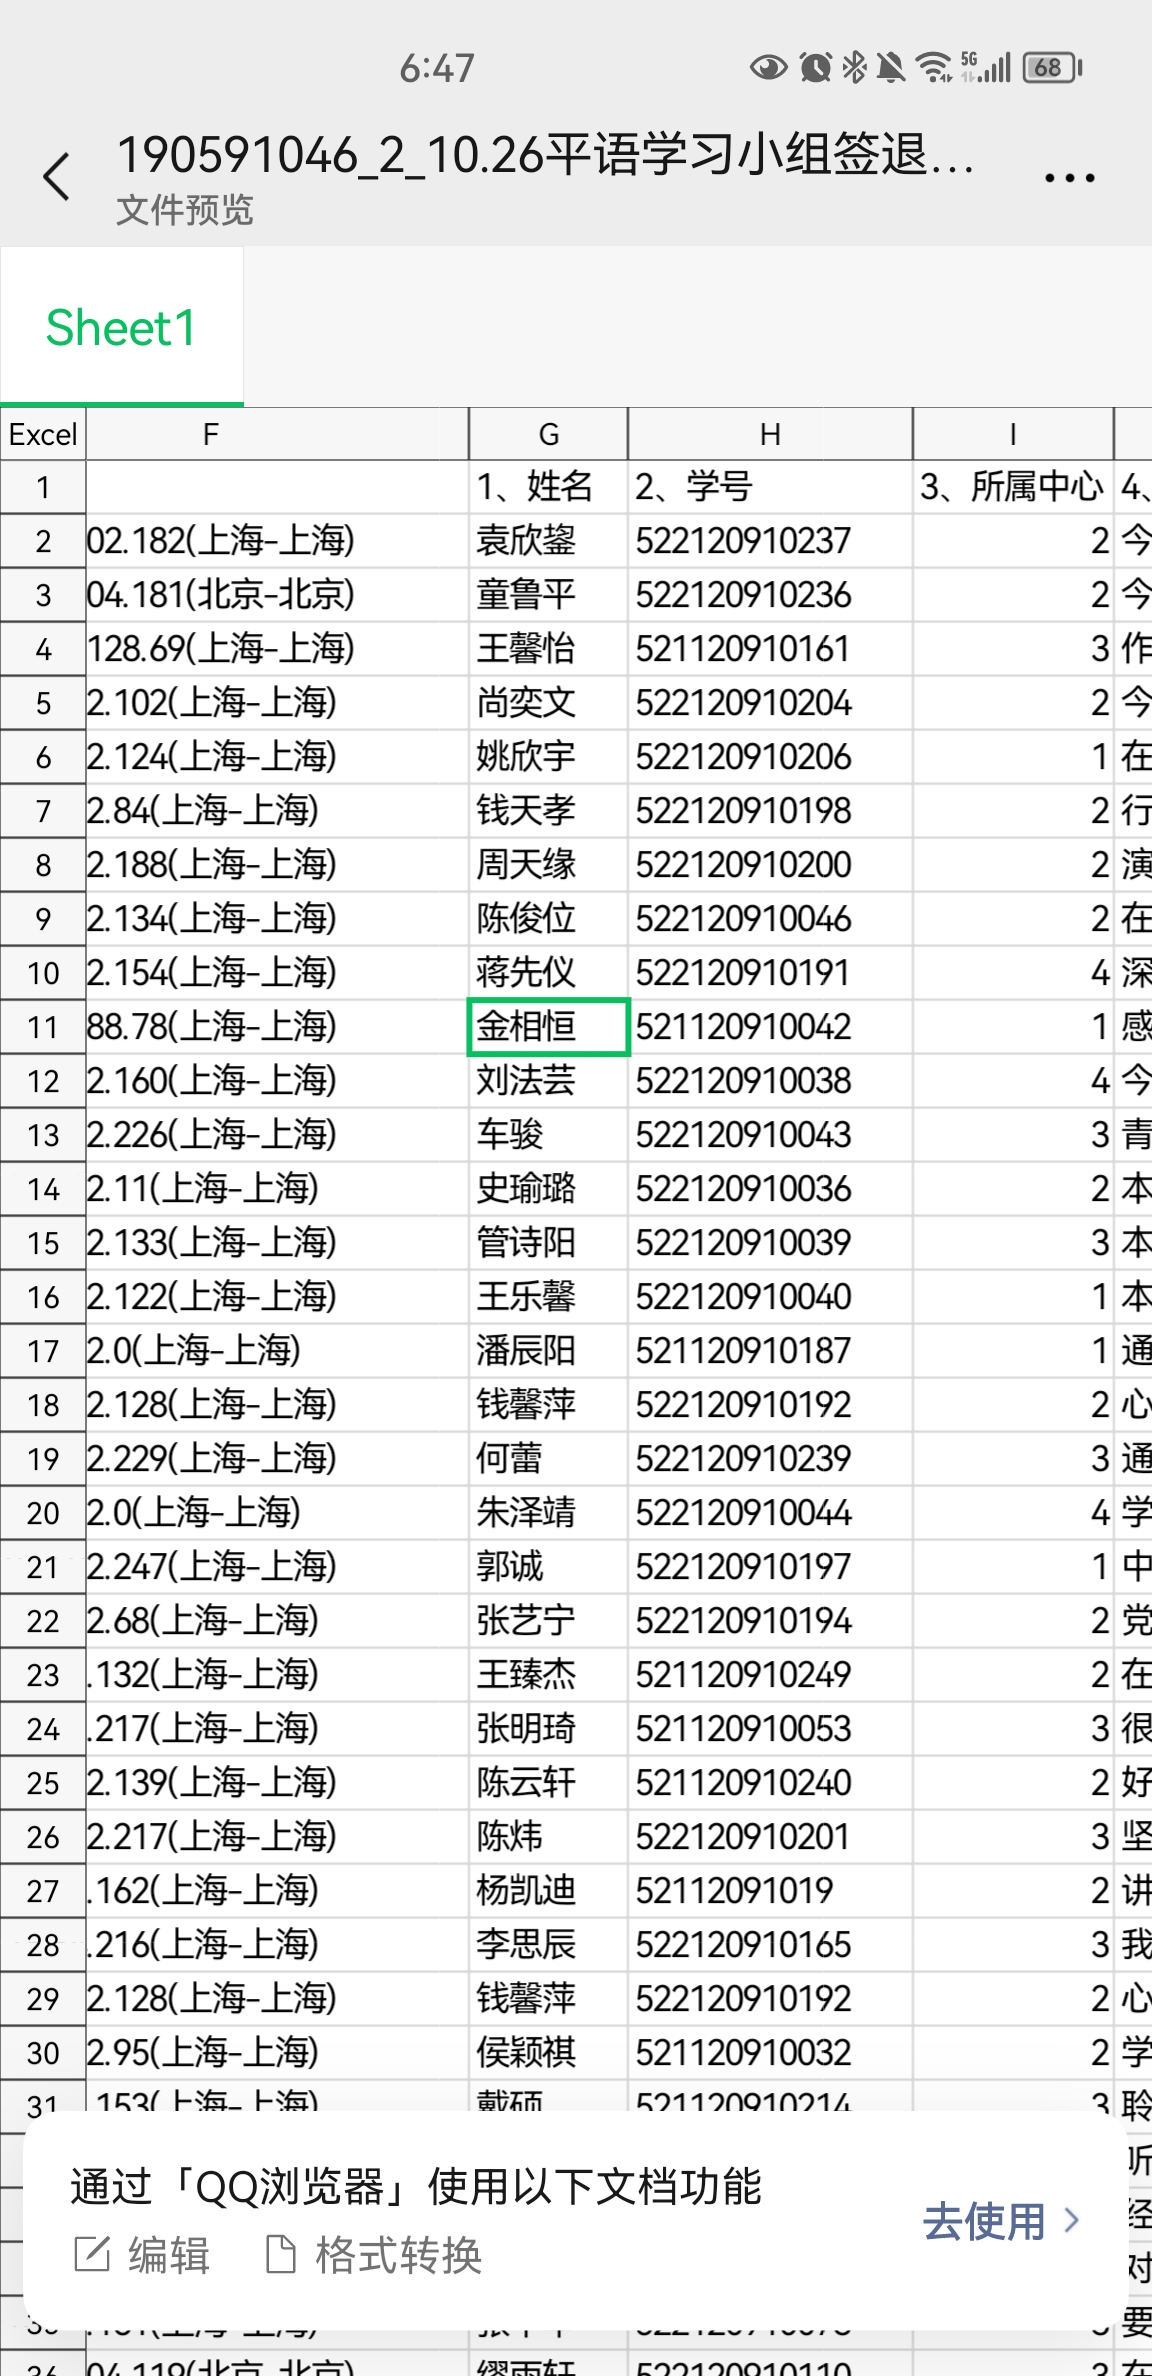 6:47
5G
68
190591046_2_10.26平语学习小组签退...
文件预览
Sheet1
Excel F G H I
1 1、姓名 2、学号 3、所属中心 4、
2 02.182(上海-上海) 袁欣鋆 522120910237 2 今
3 04.181(北京-北京) 童鲁平 522120910236 2 今
4 128.69(上海-上海) 王馨怡 521120910161 3 作
5 2.102(上海-上海) 尚奕文 522120910204 2 今
6 2.124(上海-上海) 姚欣宇 522120910206 1 在
7 2.84(上海-上海) 钱天孝 522120910198 2 行
8 2.188(上海-上海) 周天缘 522120910200 2 演
9 2.134(上海-上海) 陈俊位 522120910046 2 在
10 2.154(上海-上海) 蒋先仪 522120910191 4 深
11 88.78(上海-上海) 金相恒 521120910042 1 感
12 2.160(上海-上海) 刘法芸 522120910038 4 今
13 2.226(上海-上海) 车骏 522120910043 3 青
14 2.11(上海-上海) 史瑜璐 522120910036 2 本
15 2.133(上海-上海) 管诗阳 522120910039 3 本
16 2.122(上海-上海) 王乐馨 522120910040 1 本
17 2.0(上海-上海) 潘辰阳 521120910187 1 通
18 2.128(上海-上海) 钱馨萍 522120910192 2 心
19 2.229(上海-上海) 何蕾 522120910239 3 通
20 2.0(上海-上海) 朱泽靖 522120910044 4 学
21 2.247(上海-上海) 郭诚 522120910197 1 中
22 2.68(上海-上海) 张艺宁 522120910194 2 党
23 .132(上海-上海) 王臻杰 521120910249 2 在
24 .217(上海-上海) 张明琦 521120910053 3 很
25 2.139(上海-上海) 陈云轩 521120910240 2 好
26 2.217(上海-上海) 陈炜 522120910201 3 坚
27 .162(上海-上海) 杨凯迪 52112091019 2 讲
28 .216(上海-上海) 李思辰 522120910165 3 我
29 2.128(上海-上海) 钱馨萍 522120910192 2 心
30 2.95(上海-上海) 侯颖祺 521120910032 2 学
31 .153(上海-上海) 戴硕 521120910214 3 聆
听
经
对
要
通过「QQ浏览器」使用以下文档功能
编辑 格式转换
去使用
36 04.119(北京-北京) 522120910110 3 在